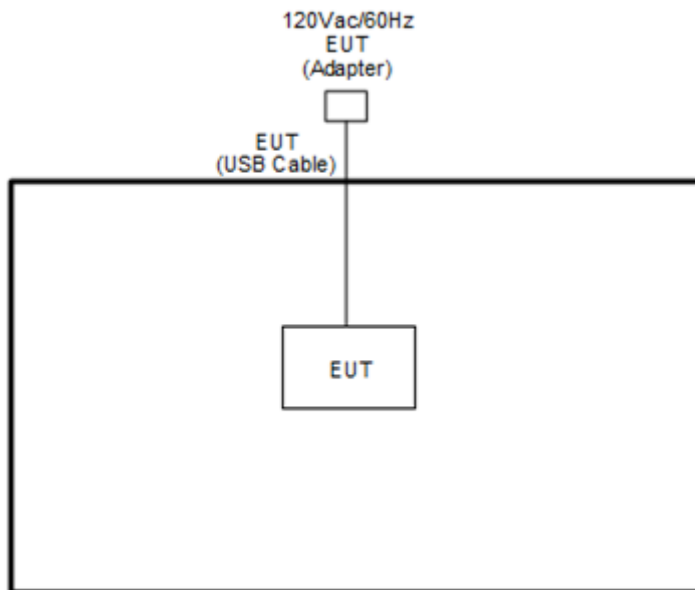 120Vac/60Hz
EUT
(Adapter)
EUT
(USB Cable)
EUT